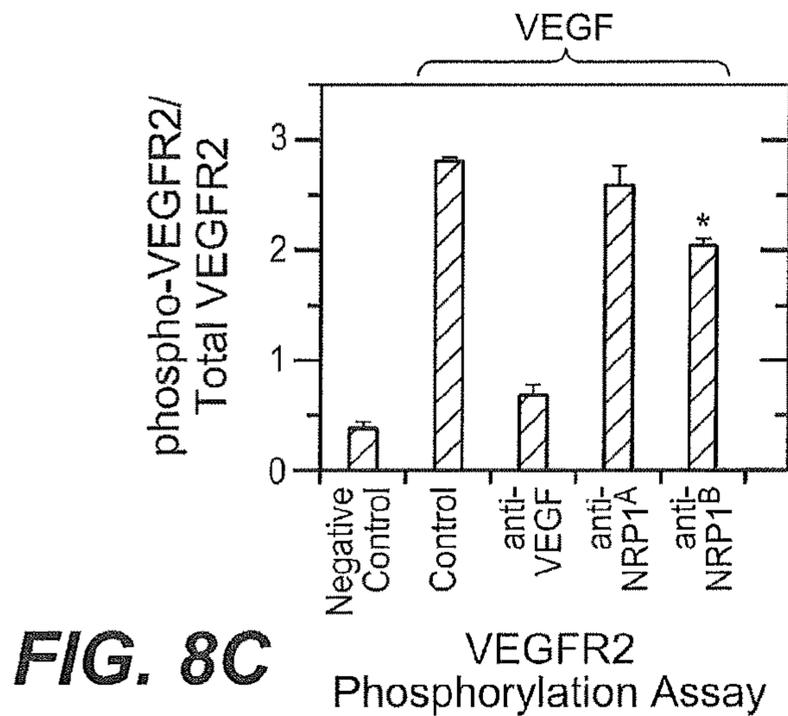 VEGF
phospho-VEGFR2/
Total VEGFR2
3
2
1
0
*
Negative
Control
Control
anti-
VEGF
anti-
NRP1A
anti-
NRP1B
FIG. 8C
VEGFR2
Phosphorylation Assay